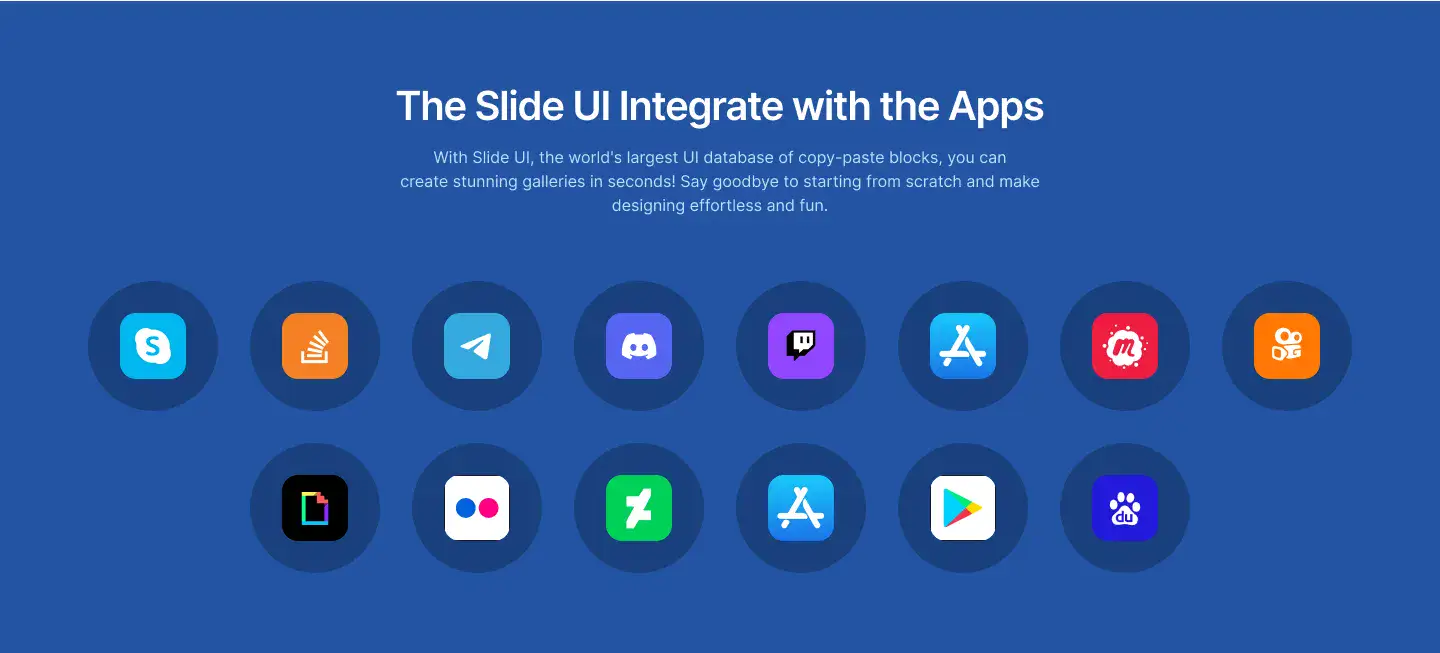 The Slide UI Integrate with the Apps
With Slide UI, the world's largest UI database of copy-paste blocks, you can
create stunning galleries in seconds! Say goodbye to starting from scratch and make
designing effortless and fun.
S
m
du